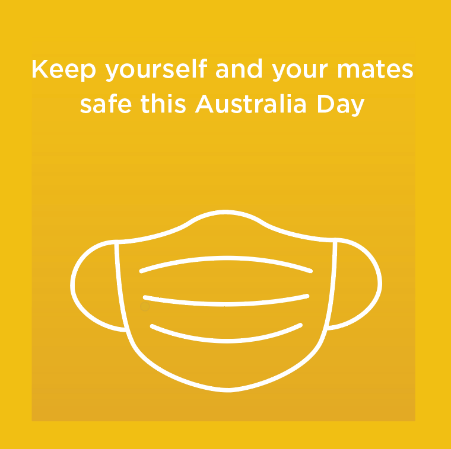 Keep yourself and your mates
safe this Australia Day